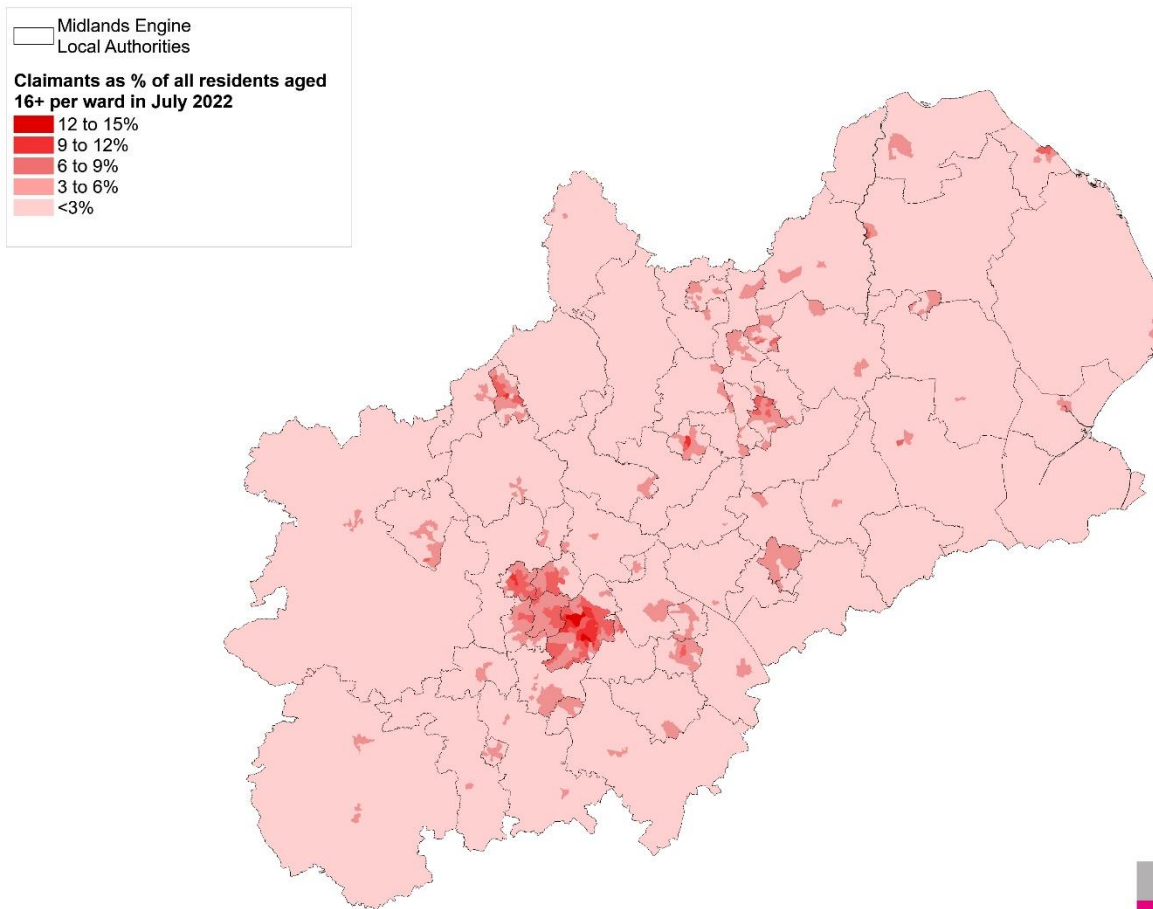 Midlands Engine
Local Authorities
Claimants as % of all residents aged
16+ per ward in July 2022
12 to 15%
9 to 12%
6 to 9%
3 to 6%
<3%